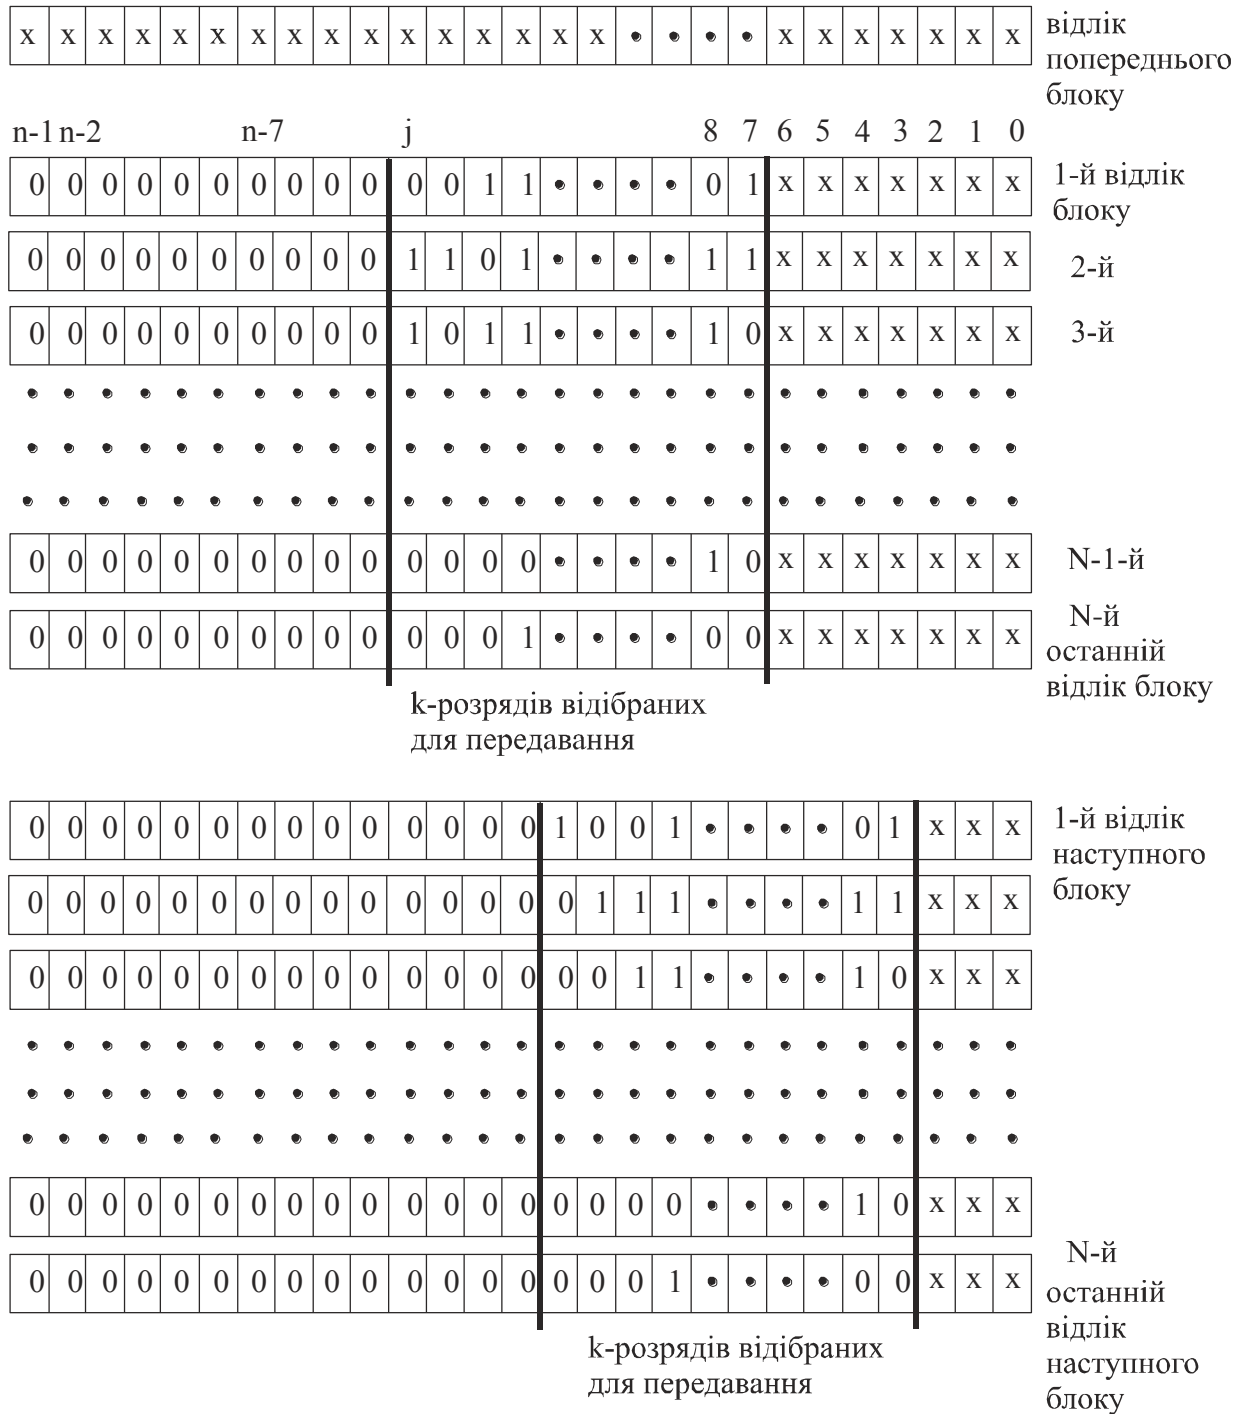 x x x x x x x x x x x x x x x x • • • • x x x x x x x
відлік
попереднього
блоку
n-1 n-2 n-7 j 8 7 6 5 4 3 2 1 0
0 0 0 0 0 0 0 0 0 0 0 0 1 1 • • • • 0 1 x x x x x x x
1-й відлік
блоку
0 0 0 0 0 0 0 0 0 0 1 1 0 1 • • • • 1 1 x x x x x x x
2-й
0 0 0 0 0 0 0 0 0 0 1 0 1 1 • • • • 1 0 x x x x x x x
3-й
0 0 0 0 0 0 0 0 0 0 0 0 0 0 • • • • 1 0 x x x x x x x
N-1-й
0 0 0 0 0 0 0 0 0 0 0 0 0 1 • • • • 0 0 x x x x x x x
N-й
останній
відлік блоку
k-розрядів відібраних
для передавання
0 0 0 0 0 0 0 0 0 0 0 0 0 0 1 0 0 1 • • • • 0 1 x x x
1-й відлік
наступного
блоку
0 0 0 0 0 0 0 0 0 0 0 0 0 0 0 1 1 1 • • • • 1 1 x x x
0 0 0 0 0 0 0 0 0 0 0 0 0 0 0 0 1 1 • • • • 1 0 x x x
0 0 0 0 0 0 0 0 0 0 0 0 0 0 0 0 0 0 • • • • 1 0 x x x
0 0 0 0 0 0 0 0 0 0 0 0 0 0 0 0 0 1 • • • • 0 0 x x x
N-й
останній
відлік
наступного
блоку
k-розрядів відібраних
для передавання